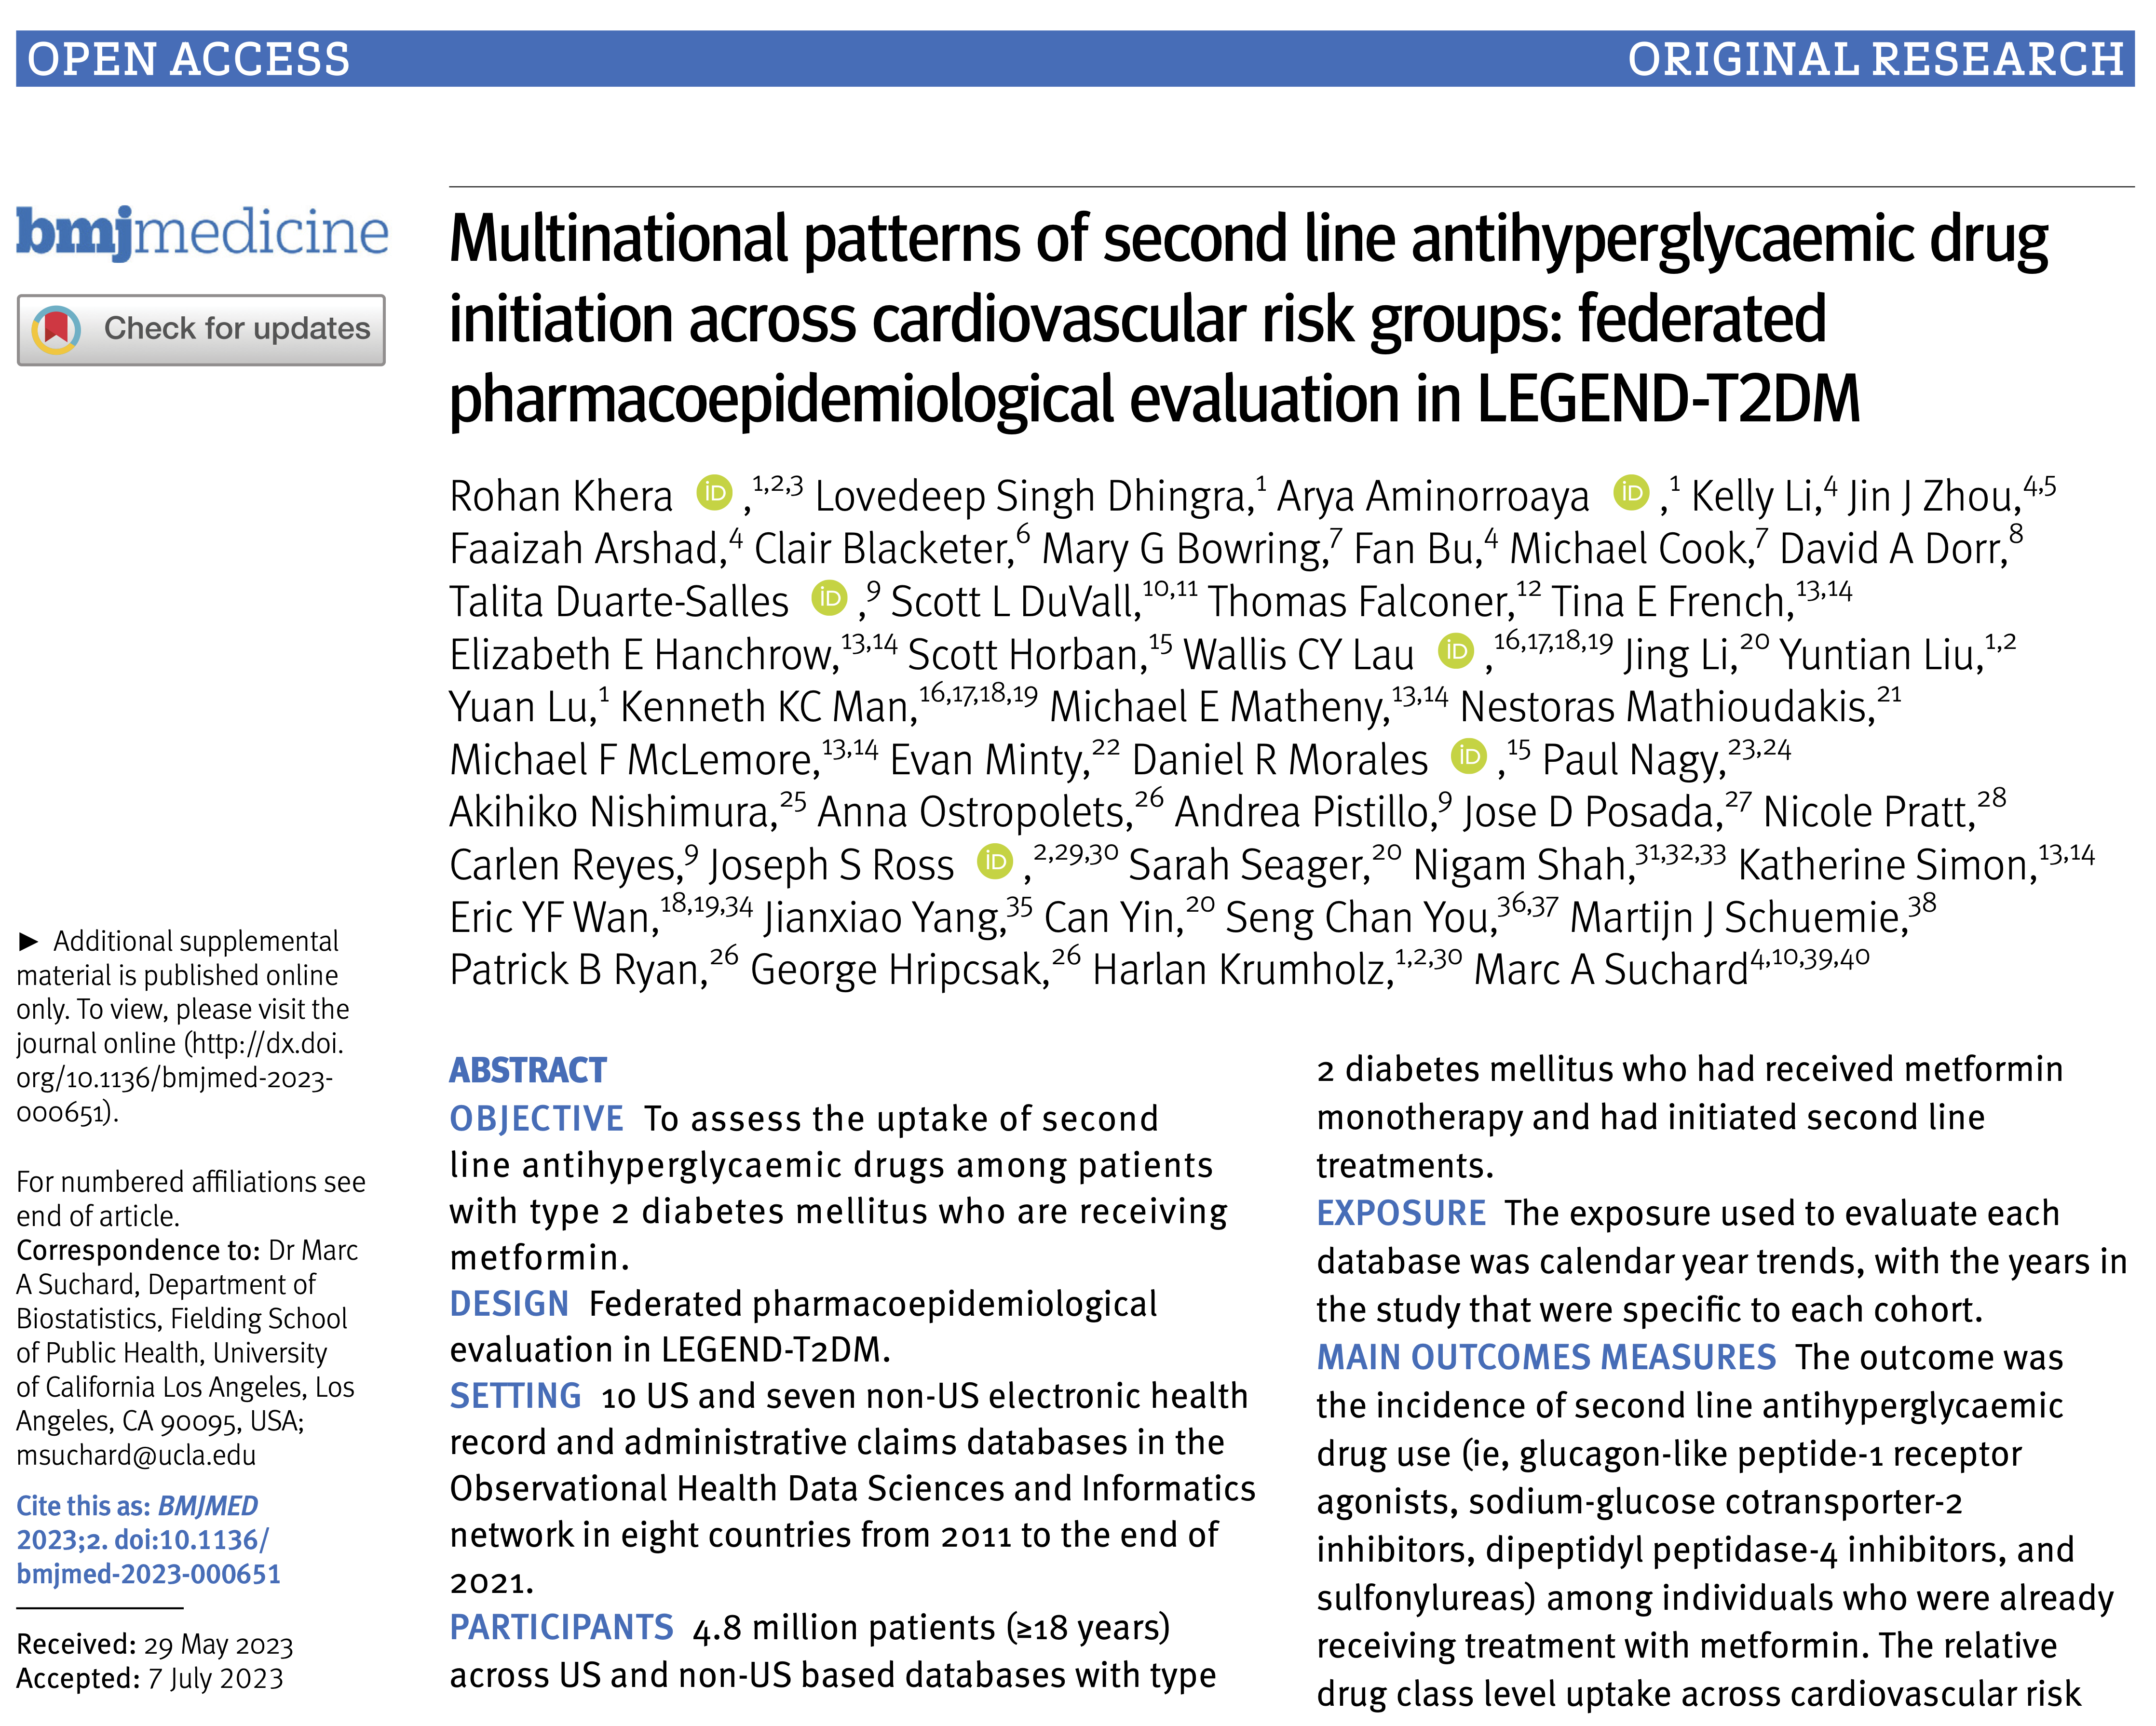 OPEN ACCESS
ORIGINAL RESEARCH
bmjmedicine
Check for updates
Multinational patterns of second line antihyperglycaemic drug
initiation across cardiovascular risk groups: federated
pharmacoepidemiological evaluation in LEGEND-T2DM
Rohan Khera iD ,1,2,3 Lovedeep Singh Dhingra,1 Arya Aminorroaya iD ,1 Kelly Li,4 Jin J Zhou,4,5
Faaizah Arshad,4 Clair Blacketer,6 Mary G Bowring,7 Fan Bu,4 Michael Cook,7 David A Dorr,8
Talita Duarte-Salles iD ,9 Scott L DuVall,10,11 Thomas Falconer,12 Tina E French,13,14
Elizabeth E Hanchrow,13,14 Scott Horban,15 Wallis CY Lau iD ,16,17,18,19 Jing Li,20 Yuntian Liu,1,2
Yuan Lu,1 Kenneth KC Man,16,17,18,19 Michael E Matheny,13,14 Nestoras Mathioudakis,21
Michael F McLemore,13,14 Evan Minty,22 Daniel R Morales iD ,15 Paul Nagy,23,24
Akihiko Nishimura,25 Anna Ostropolets,26 Andrea Pistillo,9 Jose D Posada,27 Nicole Pratt,28
Carlen Reyes,9 Joseph S Ross iD ,2,29,30 Sarah Seager,20 Nigam Shah,31,32,33 Katherine Simon,13,14
Eric YF Wan,18,19,34 Jianxiao Yang,35 Can Yin,20 Seng Chan You,36,37 Martijn J Schuemie,38
Patrick B Ryan,26 George Hripcsak,26 Harlan Krumholz,1,2,30 Marc A Suchard4,10,39,40
► Additional supplemental
material is published online
only. To view, please visit the
journal online (http://dx.doi.
org/10.1136/bmjmed-2023-
000651).
For numbered affiliations see
end of article.
Correspondence to: Dr Marc
A Suchard, Department of
Biostatistics, Fielding School
of Public Health, University
of California Los Angeles, Los
Angeles, CA 90095, USA;
msuchard@ucla.edu
Cite this as: BMJMED
2023;2. doi:10.1136/
bmjmed-2023-000651
Received: 29 May 2023
Accepted: 7 July 2023
ABSTRACT
OBJECTIVE To assess the uptake of second
line antihyperglycaemic drugs among patients
with type 2 diabetes mellitus who are receiving
metformin.
DESIGN Federated pharmacoepidemiological
evaluation in LEGEND-T2DM.
SETTING 10 US and seven non-US electronic health
record and administrative claims databases in the
Observational Health Data Sciences and Informatics
network in eight countries from 2011 to the end of
2021.
PARTICIPANTS 4.8 million patients (≥18 years)
across US and non-US based databases with type
2 diabetes mellitus who had received metformin
monotherapy and had initiated second line
treatments.
EXPOSURE The exposure used to evaluate each
database was calendar year trends, with the years in
the study that were specific to each cohort.
MAIN OUTCOMES MEASURES The outcome was
the incidence of second line antihyperglycaemic
drug use (ie, glucagon-like peptide-1 receptor
agonists, sodium-glucose cotransporter-2
inhibitors, dipeptidyl peptidase-4 inhibitors, and
sulfonylureas) among individuals who were already
receiving treatment with metformin. The relative
drug class level uptake across cardiovascular risk